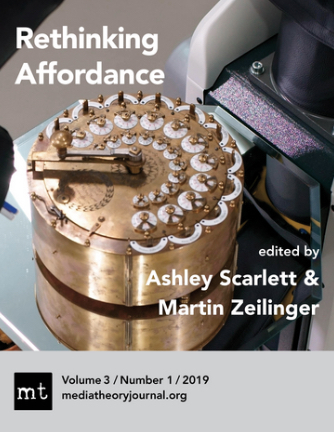 Rethinking
Affordance
edited by
Ashley Scarlett &
Martin Zeilinger
mt
Volume 3 / Number 1 / 2019
mediatheoryjournal.org